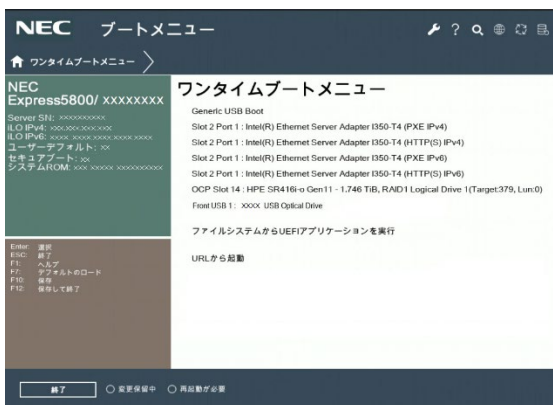 NEC ブートメニュー
ワンタイムブートメニュー
NEC
Express5800/ xxxxxxxx
Server SN: xxxxxxxxxx
iLO IPv4: xxx.xxx.xxx.xxx
iLO IPv6: xxxx xxxx xxxx xxxx xxxx
ユーザーデフォルト: xx
セキュアブート: xx
システムROM: xxx xxxxx xxxxxxxxxx
Enter: 選択
ESC: 終了
F1: ヘルプ
F7: デフォルトのロード
F10: 保存
F12: 保存して終了
ワンタイムブートメニュー
Generic USB Boot
Slot 2 Port 1 : Intel(R) Ethernet Server Adapter I350-T4 (PXE IPv4)
Slot 2 Port 1 : Intel(R) Ethernet Server Adapter I350-T4 (HTTP(S) IPv4)
Slot 2 Port 1 : Intel(R) Ethernet Server Adapter I350-T4 (PXE IPv6)
Slot 2 Port 1 : Intel(R) Ethernet Server Adapter I350-T4 (HTTP(S) IPv6)
OCP Slot 14 : HPE SR416i-o Gen11 - 1.746 TiB, RAID1 Logical Drive 1(Target:379, Lun:0)
Front USB 1 : XXXX USB Optical Drive
ファイルシステムからUEFIアプリケーションを実行
URLから起動
終了 変更保留中 再起動が必要